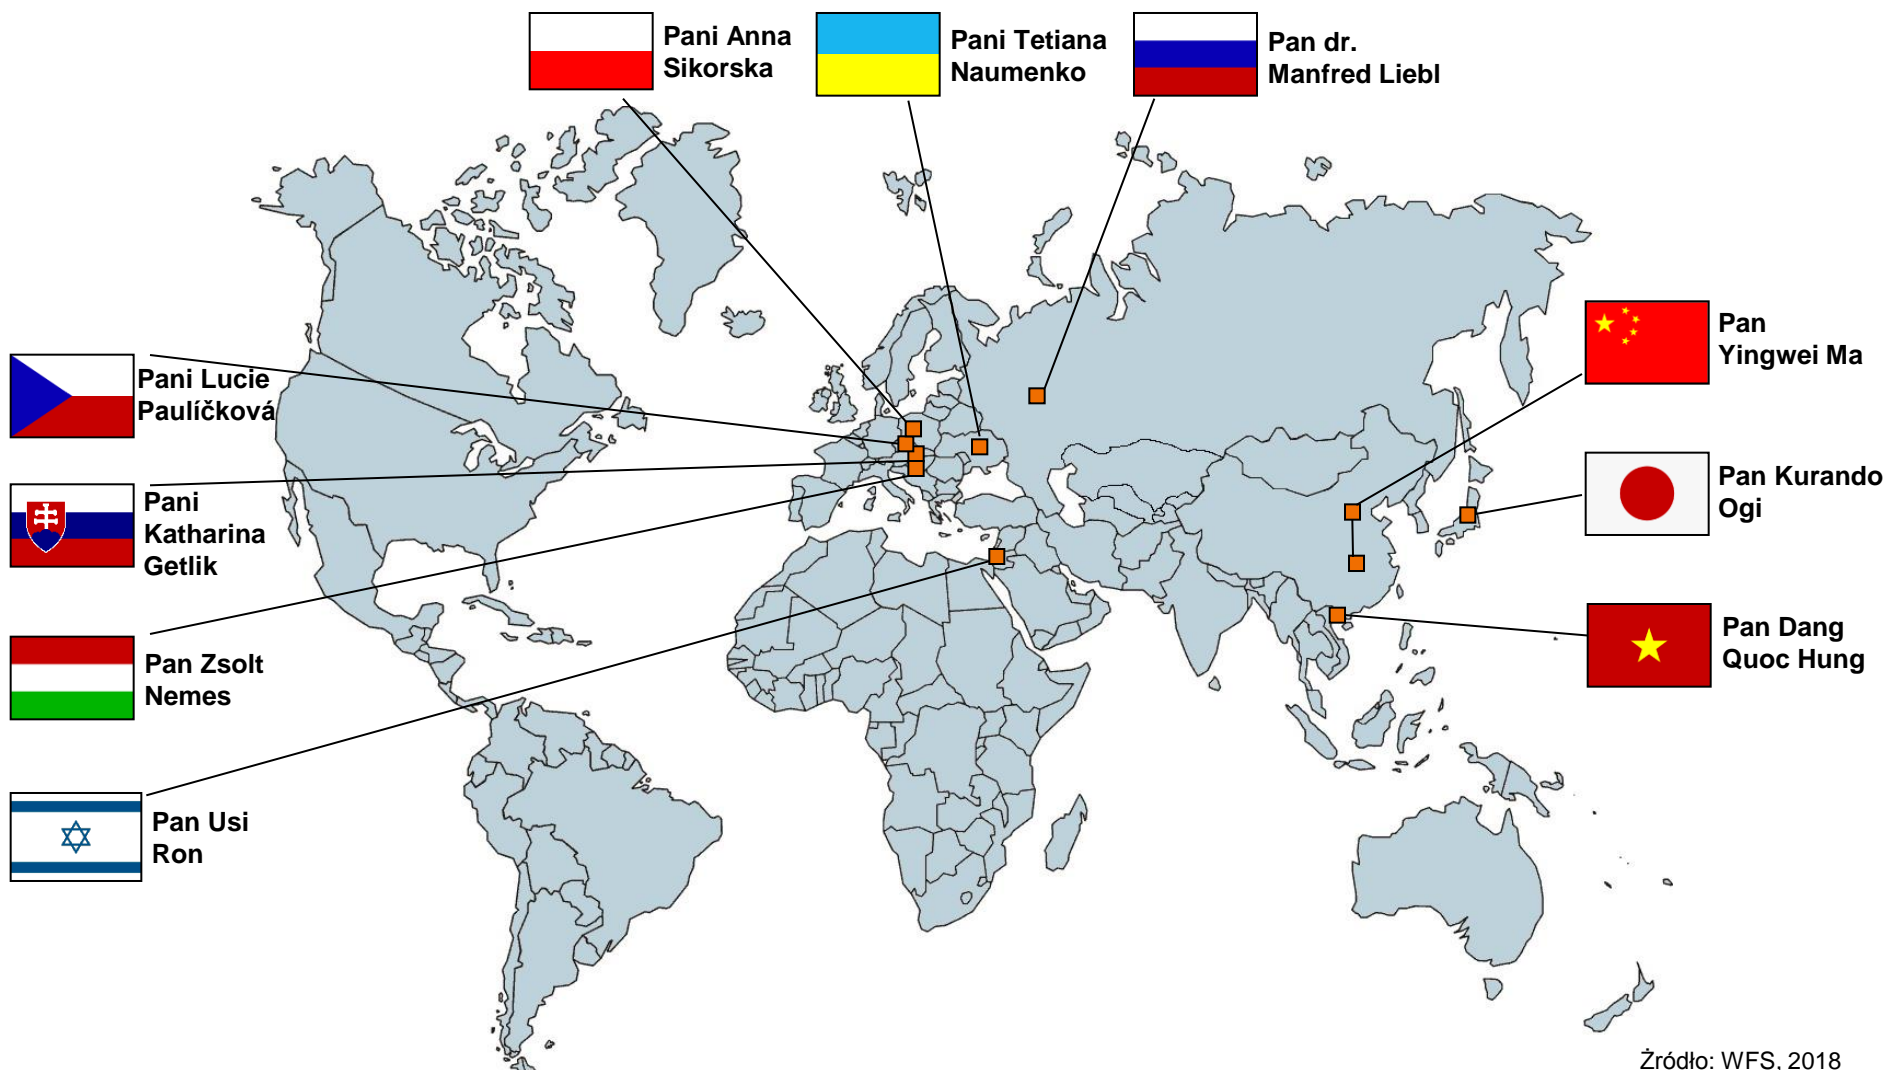 Pani Anna
Sikorska
Pani Tetiana
Naumenko
Pan dr.
Manfred Liebl
Pan
Yingwei Ma
Pani Lucie
Paulíčková
Pan Kurando
Ogi
Pani
Katharina
Getlik
Pan Dang
Quoc Hung
Pan Zsolt
Nemes
Pan Usi
Ron
Źródło: WFS, 2018